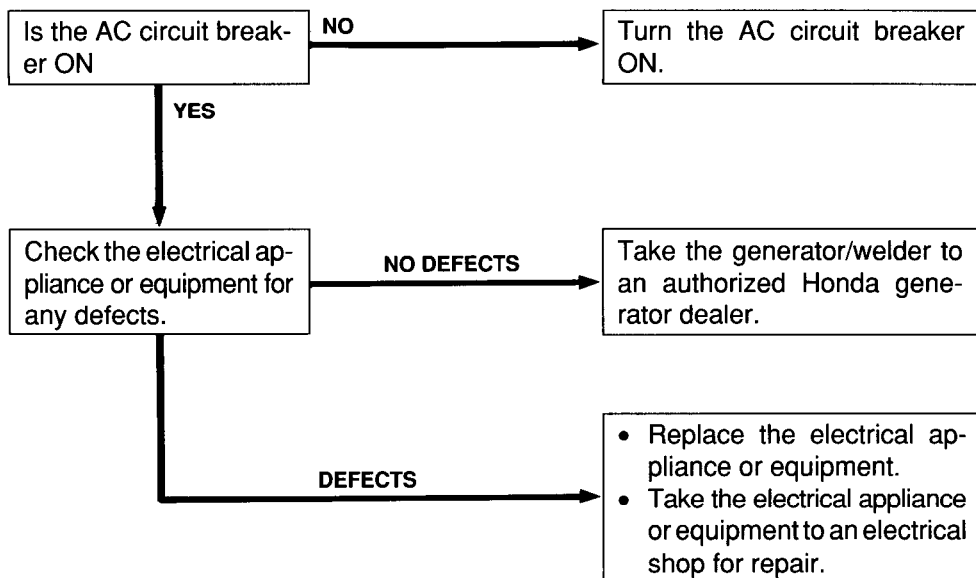 Is the AC circuit break-
er ON
NO
Turn the AC circuit breaker
ON.
YES
Check the electrical ap-
pliance or equipment for
any defects.
NO DEFECTS
Take the generator/welder to
an authorized Honda gene-
rator dealer.
DEFECTS
• Replace the electrical ap-
pliance or equipment.
• Take the electrical appliance
or equipment to an electrical
shop for repair.